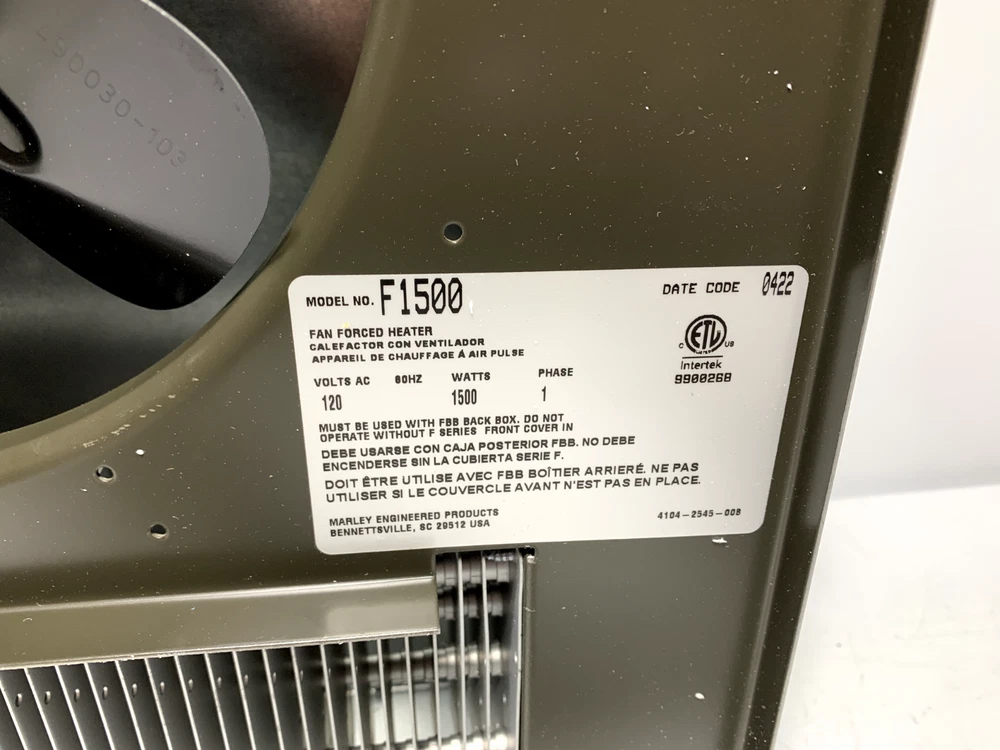 -90030-103
MODEL NO. F1500 DATE CODE 0422
FAN FORCED HEATER
CALEFACTOR CON VENTILADOR
APPAREIL DE CHAUFFAGE Á AIR PULSE
C ETL US
LISTED
Intertek
9900268
VOLTS AC 60HZ WATTS PHASE
120 1500 1
MUST BE USED WITH FBB BACK BOX. DO NOT
OPERATE WITHOUT F SERIES FRONT COVER IN
DEBE USARSE CON CAJA POSTERIOR FBB. NO DEBE
ENCENDERSE SIN LA CUBIERTA SERIE F.
DOIT ÊTRE UTILISE AVEC FBB BOÎTIER ARRIERÉ. NE PAS
UTILISER SI LE COUVERCLE AVANT N'EST PAS EN PLACE.
MARLEY ENGINEERED PRODUCTS
BENNETTSVILLE, SC 29512 USA
4104-2545-008